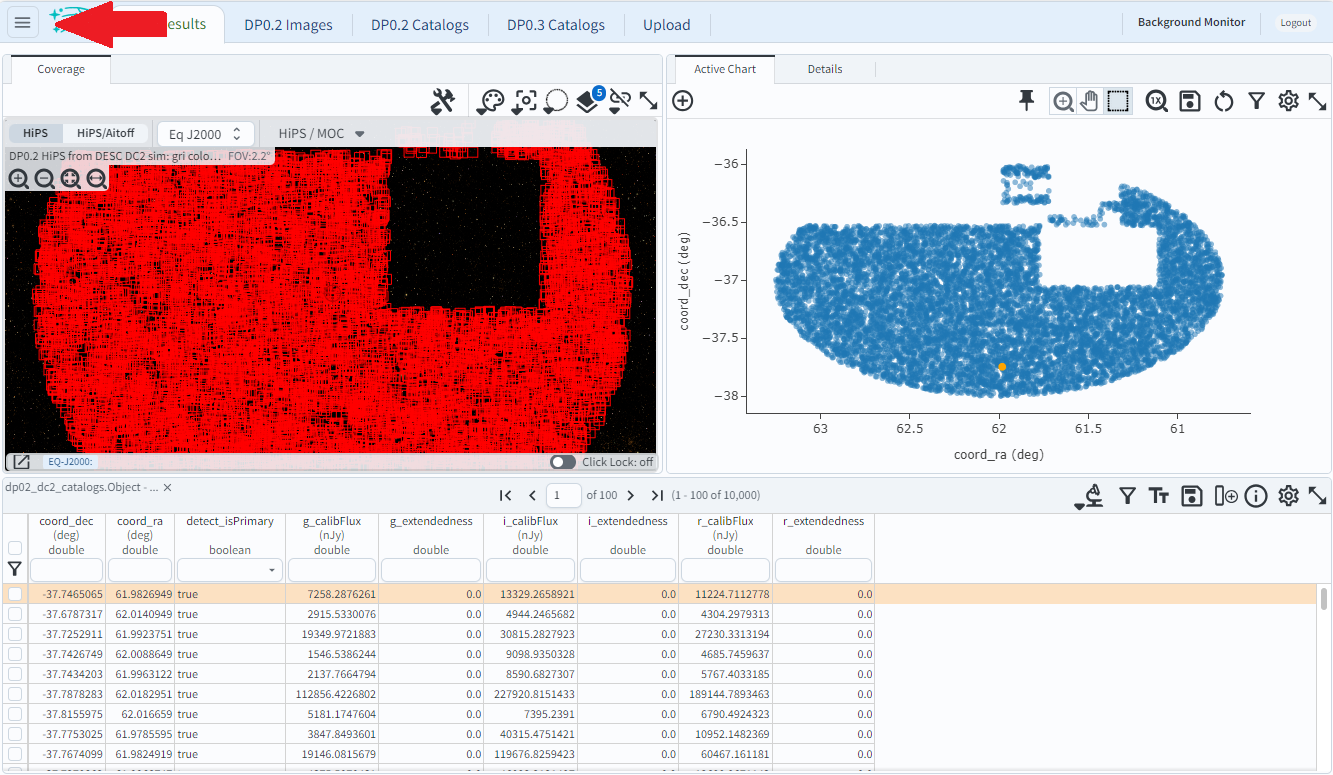 esults DP0.2 Images DP0.2 Catalogs DP0.3 Catalogs Upload Background Monitor Logout
Coverage
Active Chart Details
5
1X
HiPS HiPS/Aitoff Eq J2000 HiPS / MOC
DP0.2 HiPS from DESC DC2 sim: gri colo... FOV:2.2°
EQ-J2000: Click Lock: off
coord_dec (deg)
−36
−36.5
−37
−37.5
−38
63 62.5 62 61.5 61
coord_ra (deg)
dp02_dc2_catalogs.Object - ... ×
1 of 100 (1 - 100 of 10,000)
coord_dec coord_ra detect_isPrimary g_calibFlux g_extendedness i_calibFlux i_extendedness r_calibFlux r_extendedness
(deg) (deg) (nJy) (nJy) (nJy)
double double boolean double double double double double double
-37.7465065 61.9826949 true 7258.2876261 0.0 13329.2658921 0.0 11224.7112778 0.0
-37.6787317 62.0140949 true 2915.5330076 0.0 4944.2465682 0.0 4304.2979313 0.0
-37.7252911 61.9923751 true 19349.9721883 0.0 30815.2827923 0.0 27230.3313194 0.0
-37.7426749 62.0088649 true 1546.5386244 0.0 9098.9350328 0.0 4685.7459637 0.0
-37.7434203 61.9963122 true 2137.7664794 0.0 8590.6827307 0.0 5767.4033185 0.0
-37.7878283 62.0182951 true 112856.4226802 0.0 227920.8151433 0.0 189144.7893463 0.0
-37.8155975 62.016659 true 5181.1747604 0.0 7395.2391 0.0 6790.4924323 0.0
-37.7753025 61.9785595 true 3847.8493601 0.0 40315.4751421 0.0 10952.1482369 0.0
-37.7674099 61.9824919 true 19146.0815679 0.0 119676.8259423 0.0 60467.161181 0.0